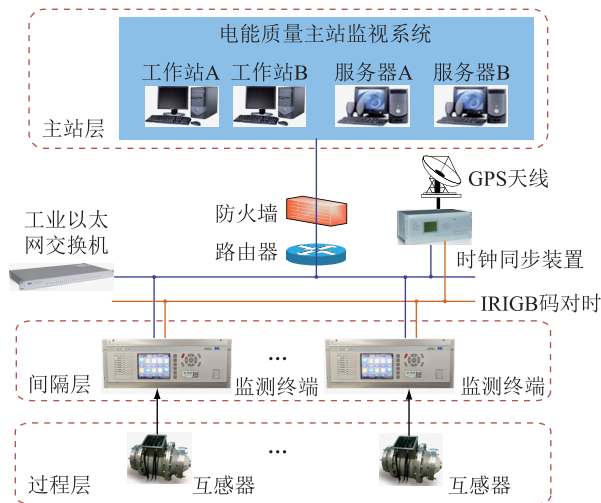 电能质量主站监视系统
工作站A
工作站B
服务器A
服务器B
主站层
GPS天线
防火墙
工业以太
网交换机
路由器
时钟同步装置
IRIGB码对时
间隔层
···
监测终端
监测终端
过程层
···
互感器
互感器